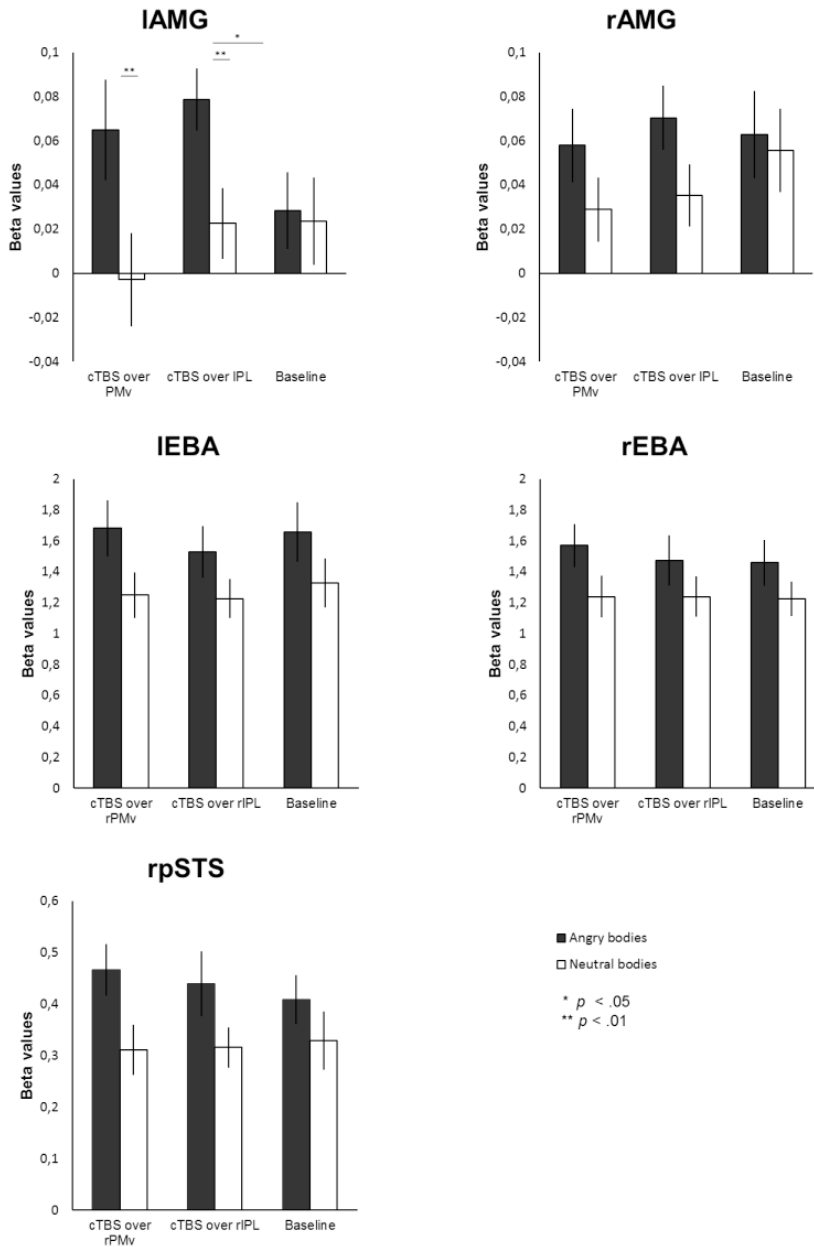 lAMG
0,1
0,08
0,06
0,04
0,02
0
-0,02
-0,04
Beta values
**
*
**
cTBS over
PMv
cTBS over IPL
Baseline
rAMG
0,1
0,08
0,06
0,04
0,02
0
-0,02
-0,04
Beta values
cTBS over
PMv
cTBS over IPL
Baseline
lEBA
2
1,8
1,6
1,4
1,2
1
0,8
0,6
0,4
0,2
0
Beta values
cTBS over
rPMv
cTBS over rIPL
Baseline
rEBA
2
1,8
1,6
1,4
1,2
1
0,8
0,6
0,4
0,2
0
Beta values
cTBS over
rPMv
cTBS over rIPL
Baseline
rpSTS
0,6
0,5
0,4
0,3
0,2
0,1
0
Beta values
cTBS over
rPMv
cTBS over rIPL
Baseline
Angry bodies
Neutral bodies
* p < .05
** p < .01